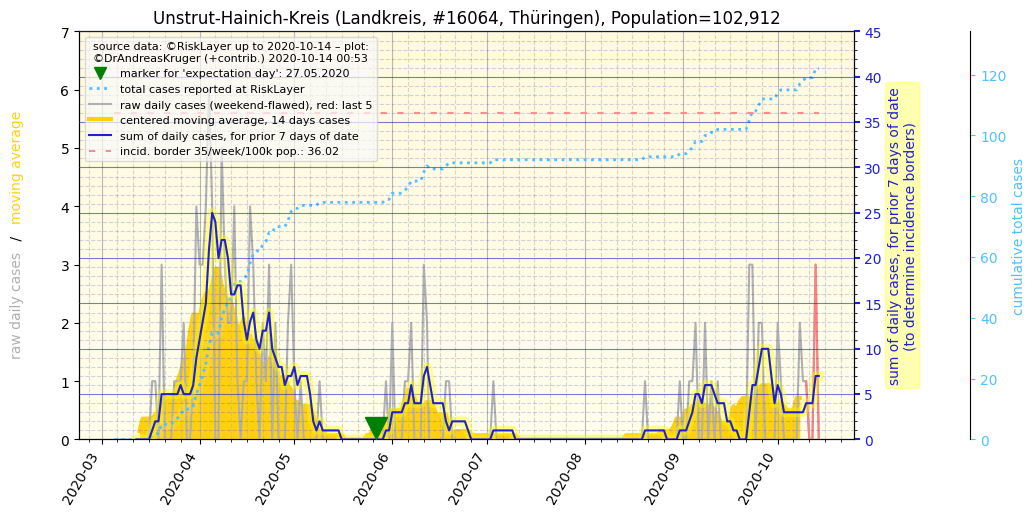 Unstrut-Hainich-Kreis (Landkreis, #16064, Thüringen), Population=102,912
source data: ©RiskLayer up to 2020-10-14 – plot:
©DrAndreasKruger (+contrib.) 2020-10-14 00:53
marker for 'expectation day': 27.05.2020
total cases reported at RiskLayer
raw daily cases (weekend-flawed), red: last 5
centered moving average, 14 days cases
sum of daily cases, for prior 7 days of date
incid. border 35/week/100k pop.: 36.02
raw daily cases / moving average
7
6
5
4
3
2
1
0
45
40
35
30
25
20
15
10
5
0
sum of daily cases, for prior 7 days of date
(to determine incidence borders)
120
100
80
60
40
20
0
cumulative total cases
2020-03
2020-04
2020-05
2020-06
2020-07
2020-08
2020-09
2020-10